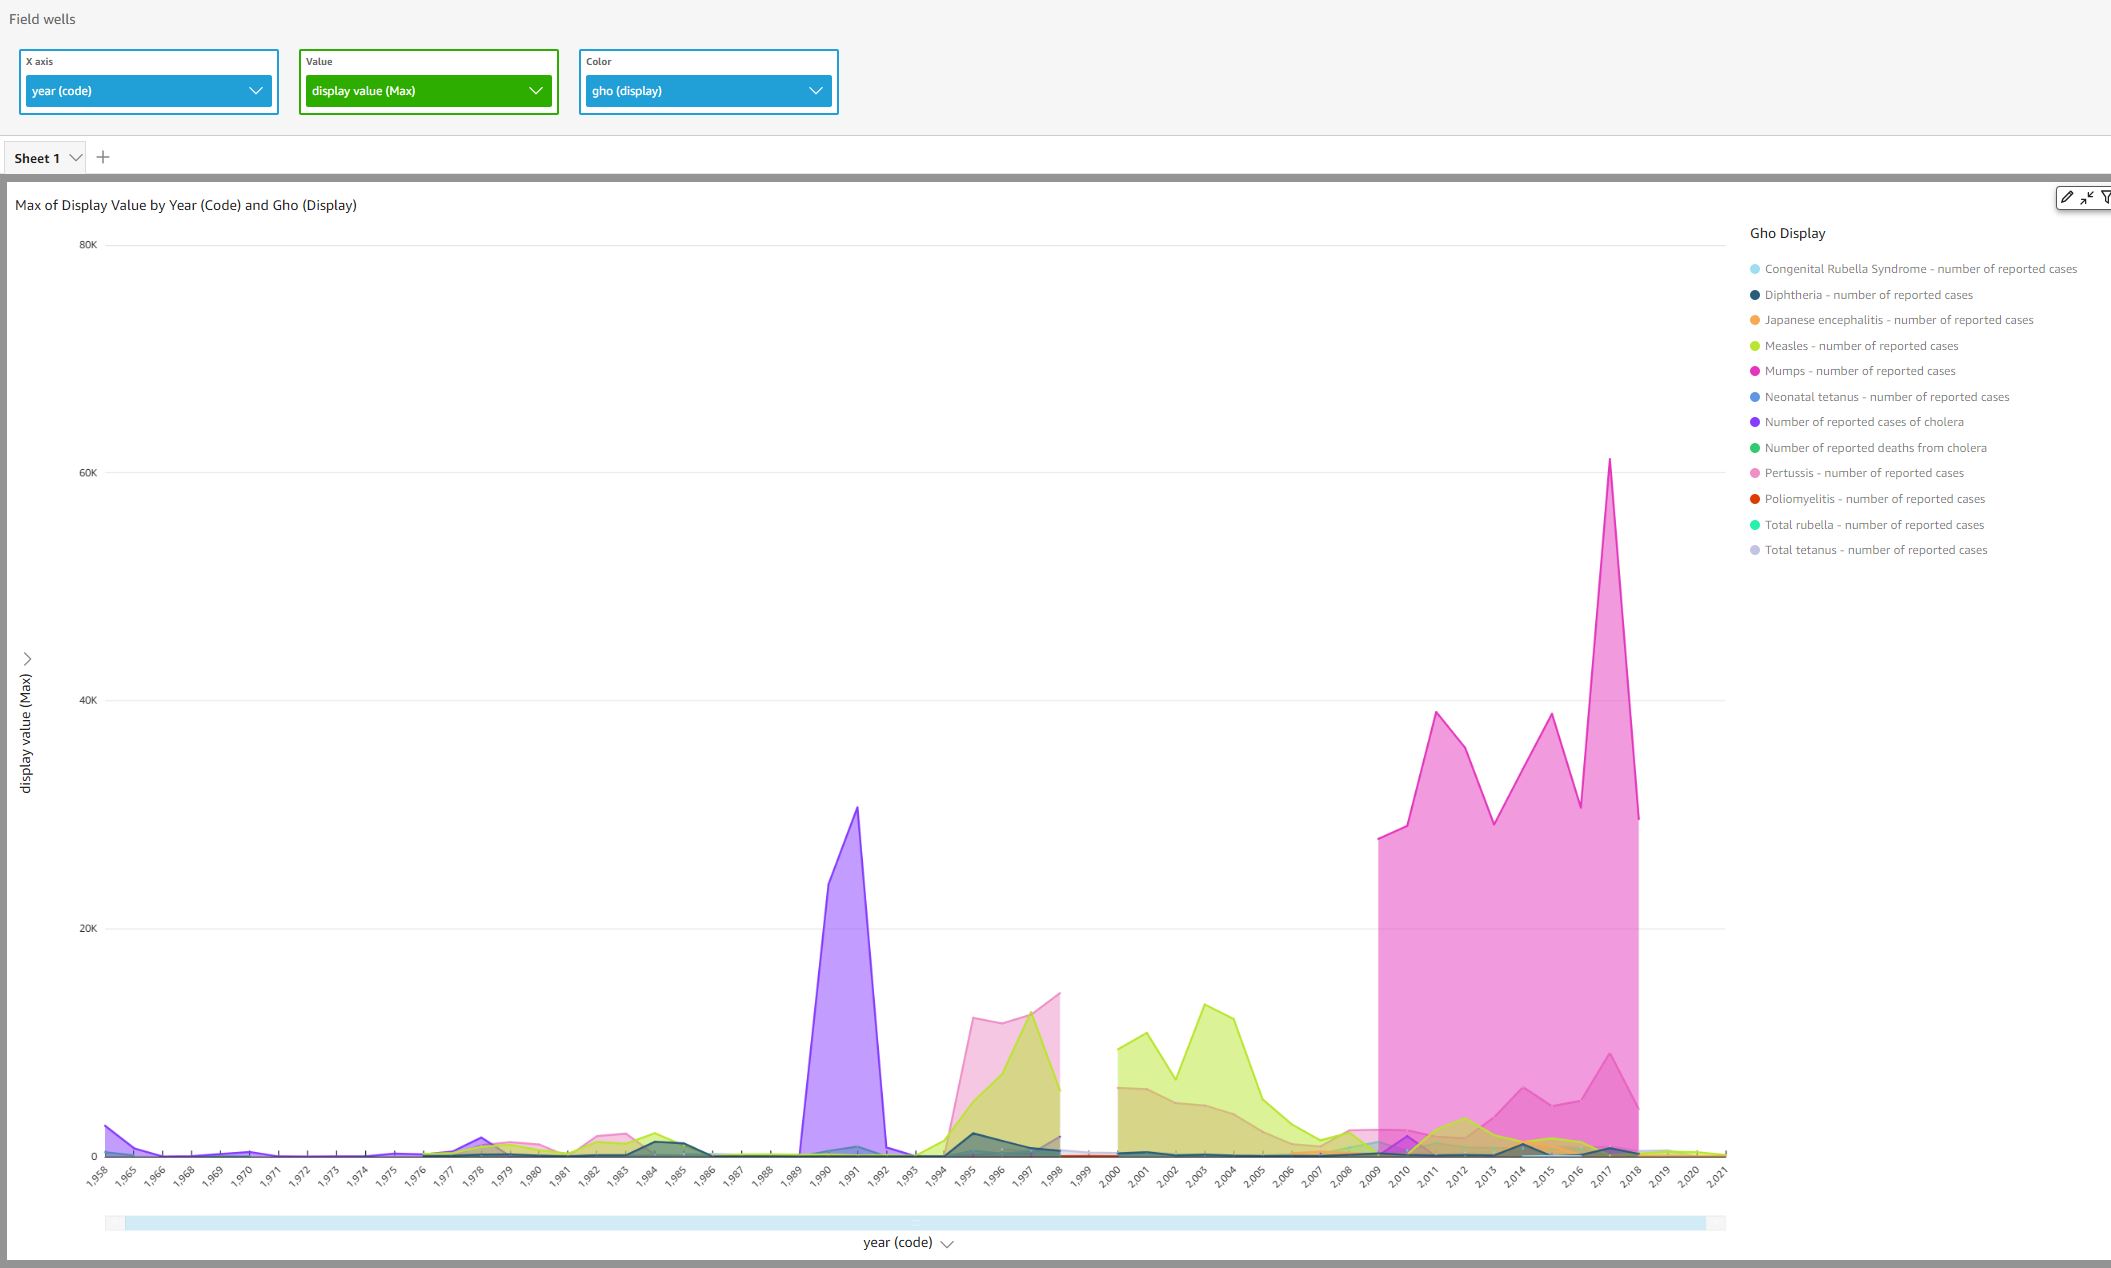 Field wells
X axis
year (code)
Value
display value (Max)
Color
gho (display)
Sheet 1
Max of Display Value by Year (Code) and Gho (Display)
80K
60K
40K
20K
0
display value (Max)
1,958 1,965 1,966 1,968 1,969 1,970 1,971 1,972 1,973 1,974 1,975 1,976 1,977 1,978 1,979 1,980 1,981 1,982 1,983 1,984 1,985 1,986 1,987 1,988 1,989 1,990 1,991 1,992 1,993 1,994 1,995 1,996 1,997 1,998 1,999 2,000 2,001 2,002 2,003 2,004 2,005 2,006 2,007 2,008 2,009 2,010 2,011 2,012 2,013 2,014 2,015 2,016 2,017 2,018 2,019 2,020 2,021
year (code)
Gho Display
Congenital Rubella Syndrome - number of reported cases
Diphtheria - number of reported cases
Japanese encephalitis - number of reported cases
Measles - number of reported cases
Mumps - number of reported cases
Neonatal tetanus - number of reported cases
Number of reported cases of cholera
Number of reported deaths from cholera
Pertussis - number of reported cases
Poliomyelitis - number of reported cases
Total rubella - number of reported cases
Total tetanus - number of reported cases